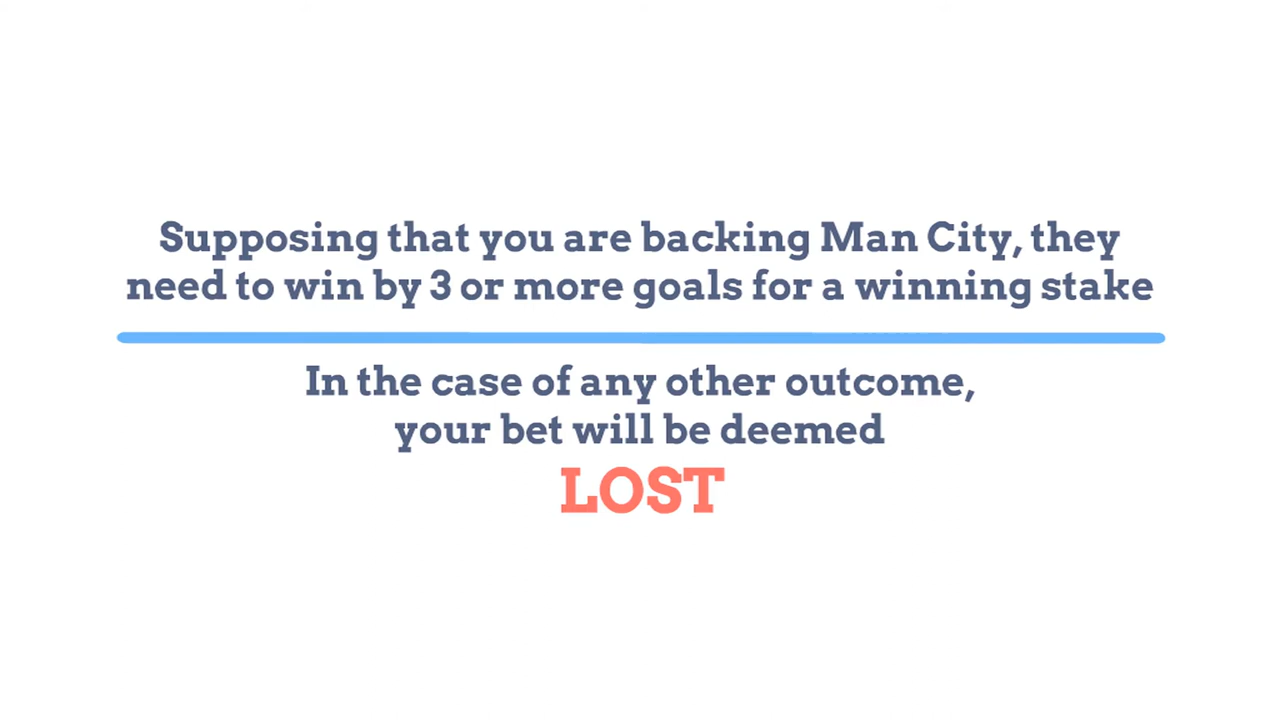 Supposing that you are backing Man City, they
need to win by 3 or more goals for a winning stake
In the case of any other outcome,
your bet will be deemed
LOST